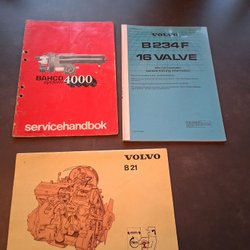 BAHCO
4000
servicehandbok
VOLVO
B 234 F
16 VALVE
VOLVO
B 21